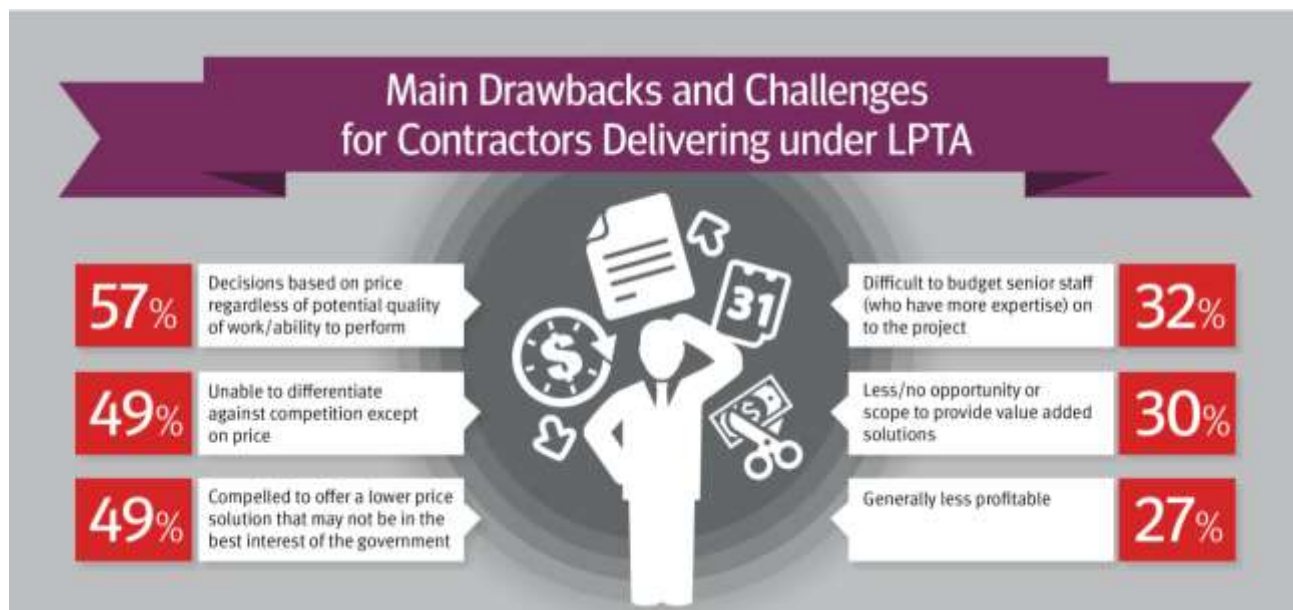 Main Drawbacks and Challenges
for Contractors Delivering under LPTA
57%
Decisions based on price
regardless of potential quality
of work/ability to perform
49%
Unable to differentiate
against competition except
on price
49%
Compelled to offer a lower price
solution that may not be in the
best interest of the government
31
$
$
Difficult to budget senior staff
(who have more expertise) on
to the project
32%
Less/no opportunity or
scope to provide value added
solutions
30%
Generally less profitable
27%